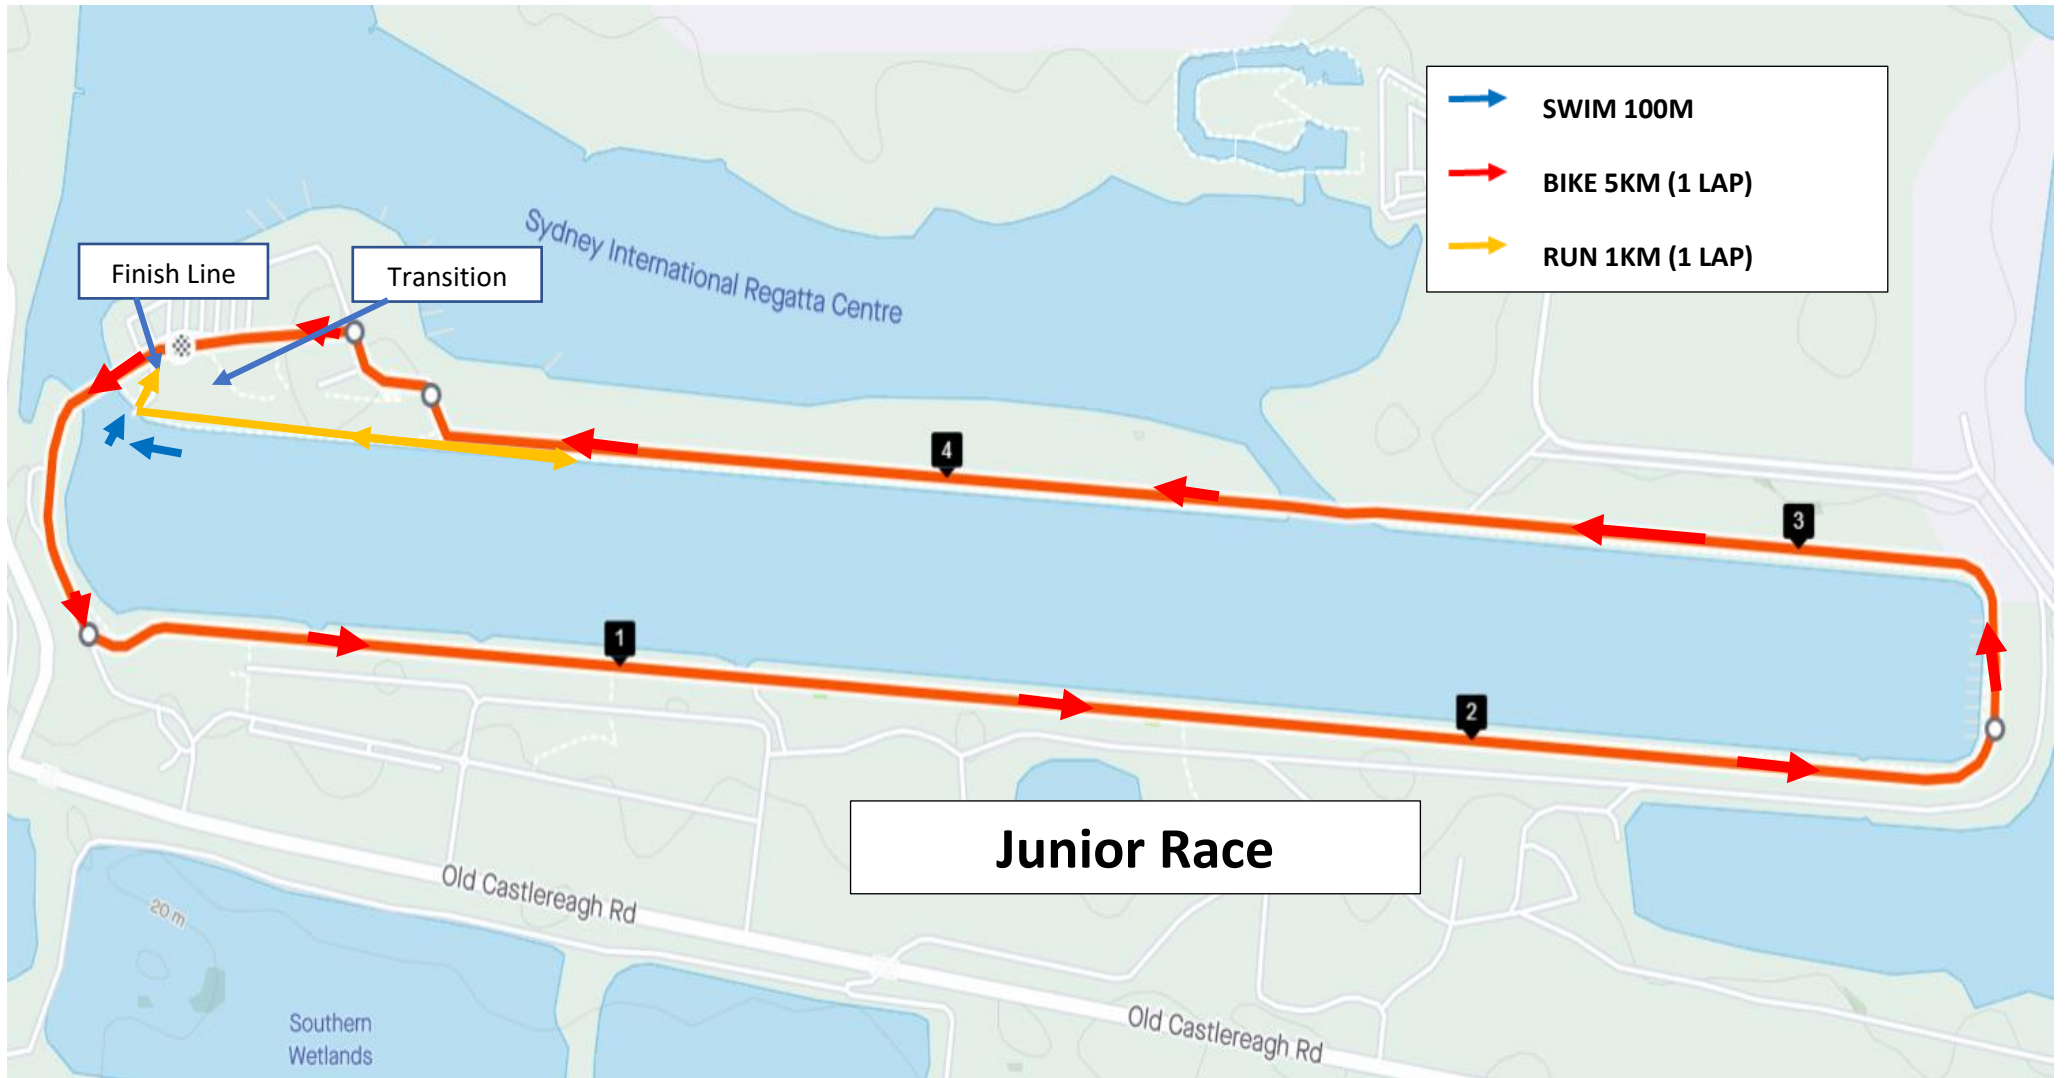 SWIM 100M
BIKE 5KM (1 LAP)
RUN 1KM (1 LAP)
Sydney International Regatta Centre
Finish Line
Transition
4
3
1
2
Junior Race
Old Castlereagh Rd
20 m
Old Castlereagh Rd
Southern
Wetlands